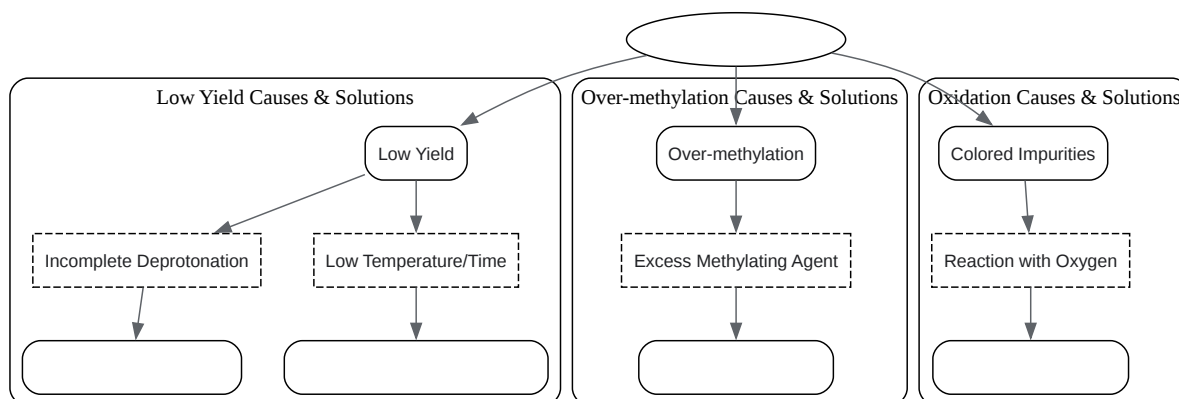 Low Yield Causes & Solutions
Over-methylation Causes & Solutions
Oxidation Causes & Solutions
Low Yield
Over-methylation
Colored Impurities
Incomplete Deprotonation
Low Temperature/Time
Excess Methylating Agent
Reaction with Oxygen